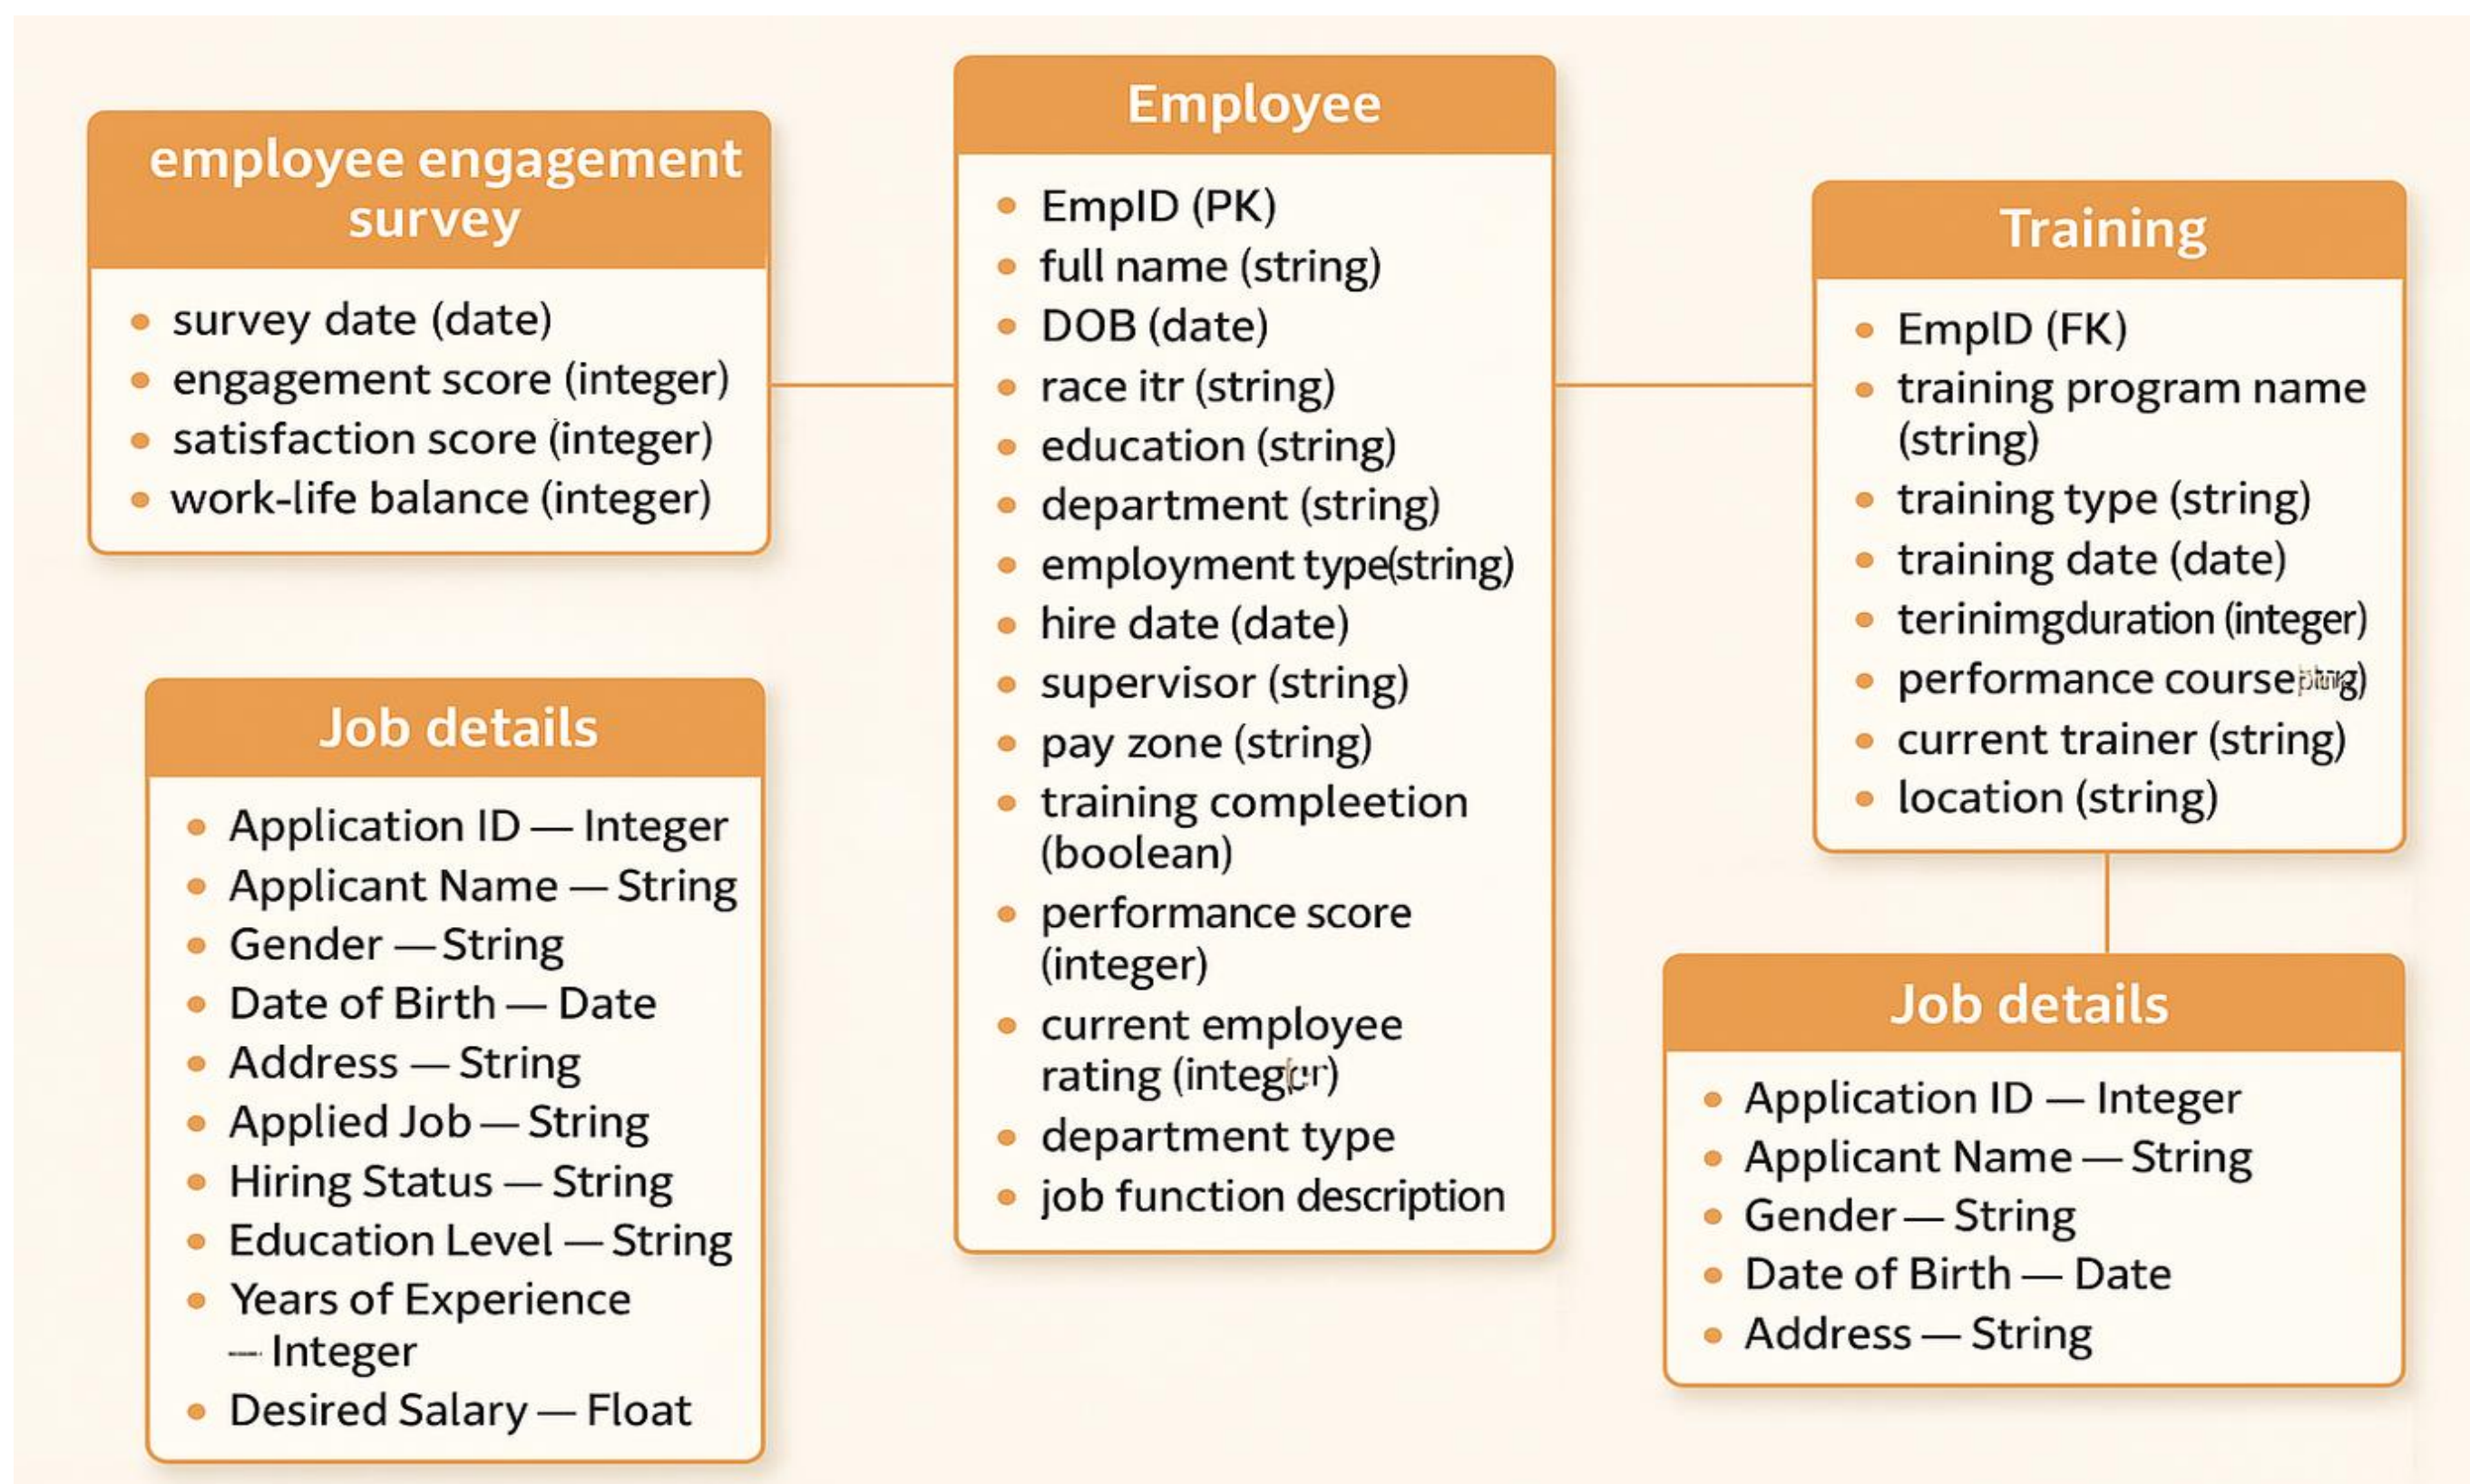 employee engagement
survey
survey date (date)
engagement score (integer)
satisfaction score (integer)
work-life balance (integer)
Job details
Application ID — Integer
Applicant Name — String
Gender — String
Date of Birth — Date
Address — String
Applied Job — String
Hiring Status — String
Education Level — String
Years of Experience
— Integer
Desired Salary — Float
Employee
EmpID (PK)
full name (string)
DOB (date)
race itr (string)
education (string)
department (string)
employment type(string)
hire date (date)
supervisor (string)
pay zone (string)
training compleetion
(boolean)
performance score
(integer)
current employee
rating
department type
job function description
Training
EmplD (FK)
training program name
(string)
training type (string)
training date (date)
terinimgduration (integer)
performance course
current trainer (string)
location (string)
Job details
Application ID — Integer
Applicant Name — String
Gender — String
Date of Birth — Date
Address — String